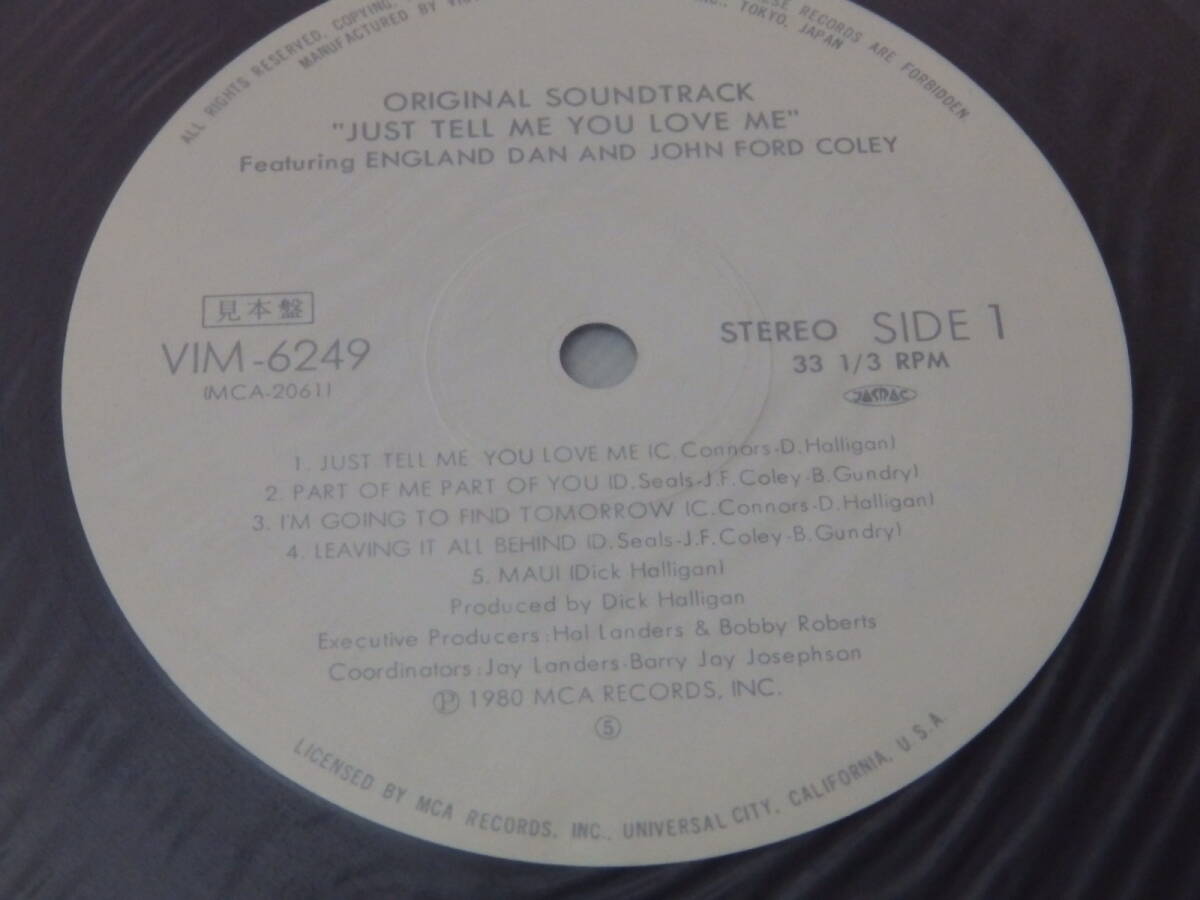 ALL RIGHTS RESERVED, COPYING,
MANUFACTURED BY
TOKYO, JAPAN
RECORDS ARE FORBIDDEN
ORIGINAL SOUNDTRACK
"JUST TELL ME YOU LOVE ME"
Featuring ENGLAND DAN AND JOHN FORD COLEY
見本盤
VIM-6249
(MCA-2061)
STEREO SIDE 1
33 1/3 RPM
JASRAC
1. JUST TELL ME YOU LOVE ME (C. Connors-D. Halligan)
2. PART OF ME PART OF YOU (D. Seals-J.F. Coley-B. Gundry)
3. I'M GOING TO FIND TOMORROW (C. Connors-D. Halligan)
4. LEAVING IT ALL BEHIND (D. Seals-J.F. Coley-B. Gundry)
5. MAUI (Dick Halligan)
Produced by Dick Halligan
Executive Producers: Hal Landers & Bobby Roberts
Coordinators: Jay Landers-Barry Jay Josephson
Ⓟ 1980 MCA RECORDS, INC.
⑤
LICENSED BY MCA RECORDS, INC., UNIVERSAL CITY, CALIFORNIA, U.S.A.